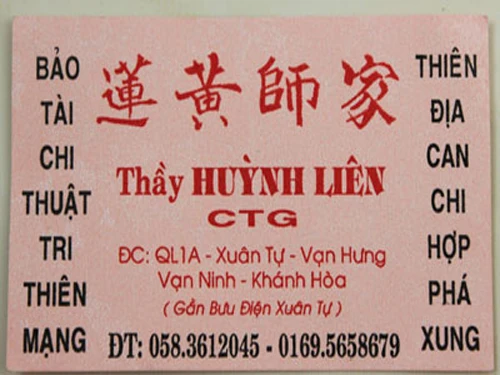 BẢO
TÀI
CHI
THUẬT
TRI
THIÊN
MẠNG
蓮黄師家
Thầy HUỲNH LIÊN
CTG
ĐC: QL1A - Xuân Tự - Vạn Hưng
Vạn Ninh - Khánh Hòa
( Gần Bưu Điện Xuân Tự )
ĐT: 058.3612045 - 0169.5658679
THIÊN
ĐỊA
CAN
CHI
HỢP
PHÁ
XUNG